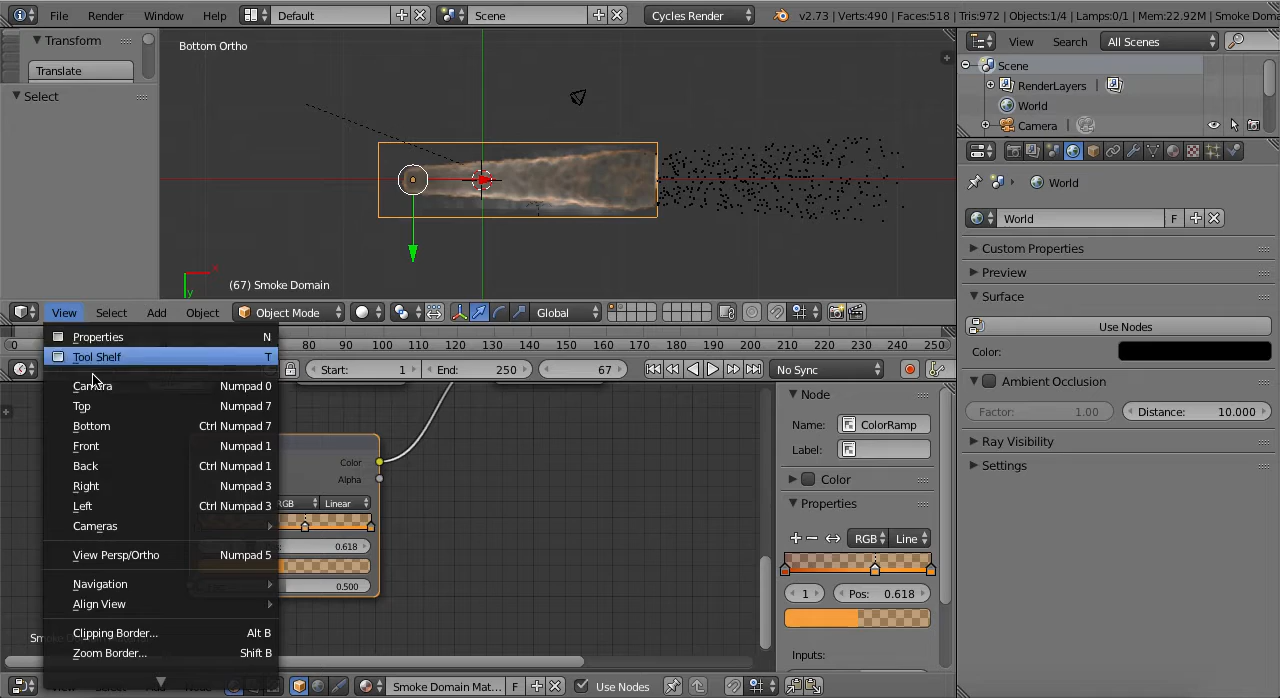 File Render Window Help Default Scene Cycles Render v2.73 | Verts:490 | Faces:518 | Tris:972 | Objects:1/4 | Lamps:0/1 | Mem:22.92M | Smoke Doma
Transform
Translate
Select
Bottom Ortho
x
y
(67) Smoke Domain
View Search All Scenes
Scene
RenderLayers |
World
Camera |
World
World F
Custom Properties
Preview
Surface
Use Nodes
Color:
Ambient Occlusion
Factor: 1.00 Distance: 10.000
Ray Visibility
Settings
View Select Add Object Object Mode Global
0 80 90 100 110 120 130 140 150 160 170 180 190 200 210 220 230 240 250
Start: 1 End: 250 67 No Sync
Properties N
Tool Shelf T
Camera Numpad 0
Top Numpad 7
Bottom Ctrl Numpad 7
Front Numpad 1
Back Ctrl Numpad 1
Right Numpad 3
Left Ctrl Numpad 3
Cameras
View Persp/Ortho Numpad 5
Navigation
Align View
Clipping Border... Alt B
Zoom Border... Shift B
Color
Alpha
RGB Linear
0.618
0.500
Node
Name: ColorRamp
Label:
Color
Properties
RGB Line
1 Pos: 0.618
Inputs:
Smoke Domain Mat... F Use Nodes